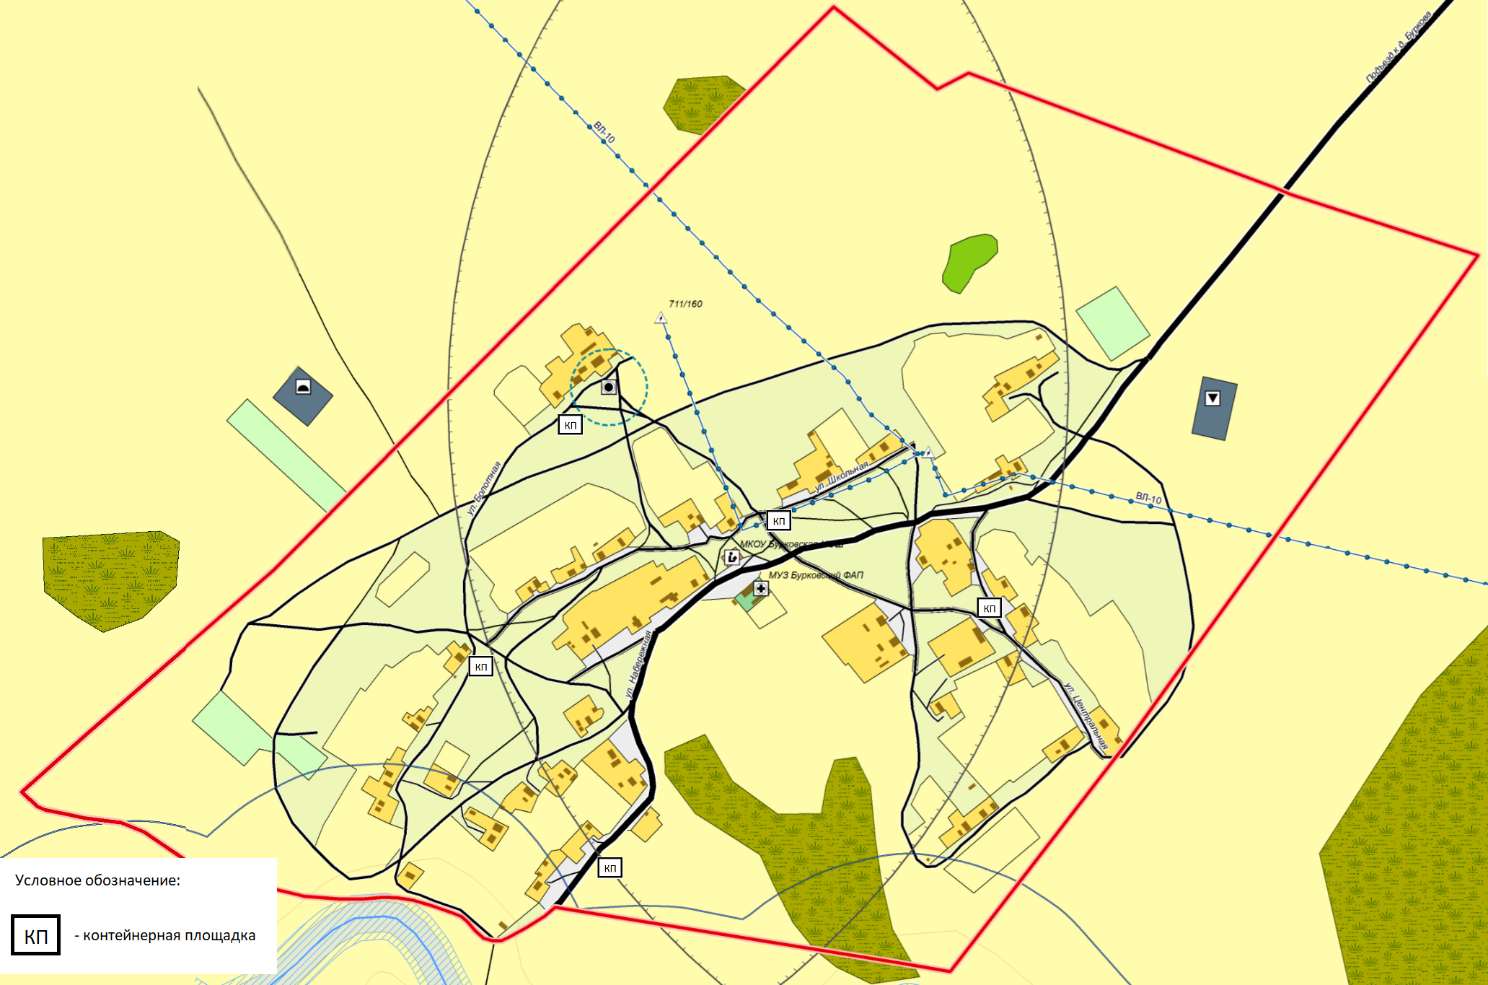 Подъезд к д. Буркова
ВЛ-10
711/160
КП
ул. Болотная
ул. Школьная
КП
ВЛ-10
МКОУ Бурковская
МУЗ Бурковский ФАП
КП
ул. Набережная
КП
ул. Центральная
КП
Условное обозначение:
КП - контейнерная площадка